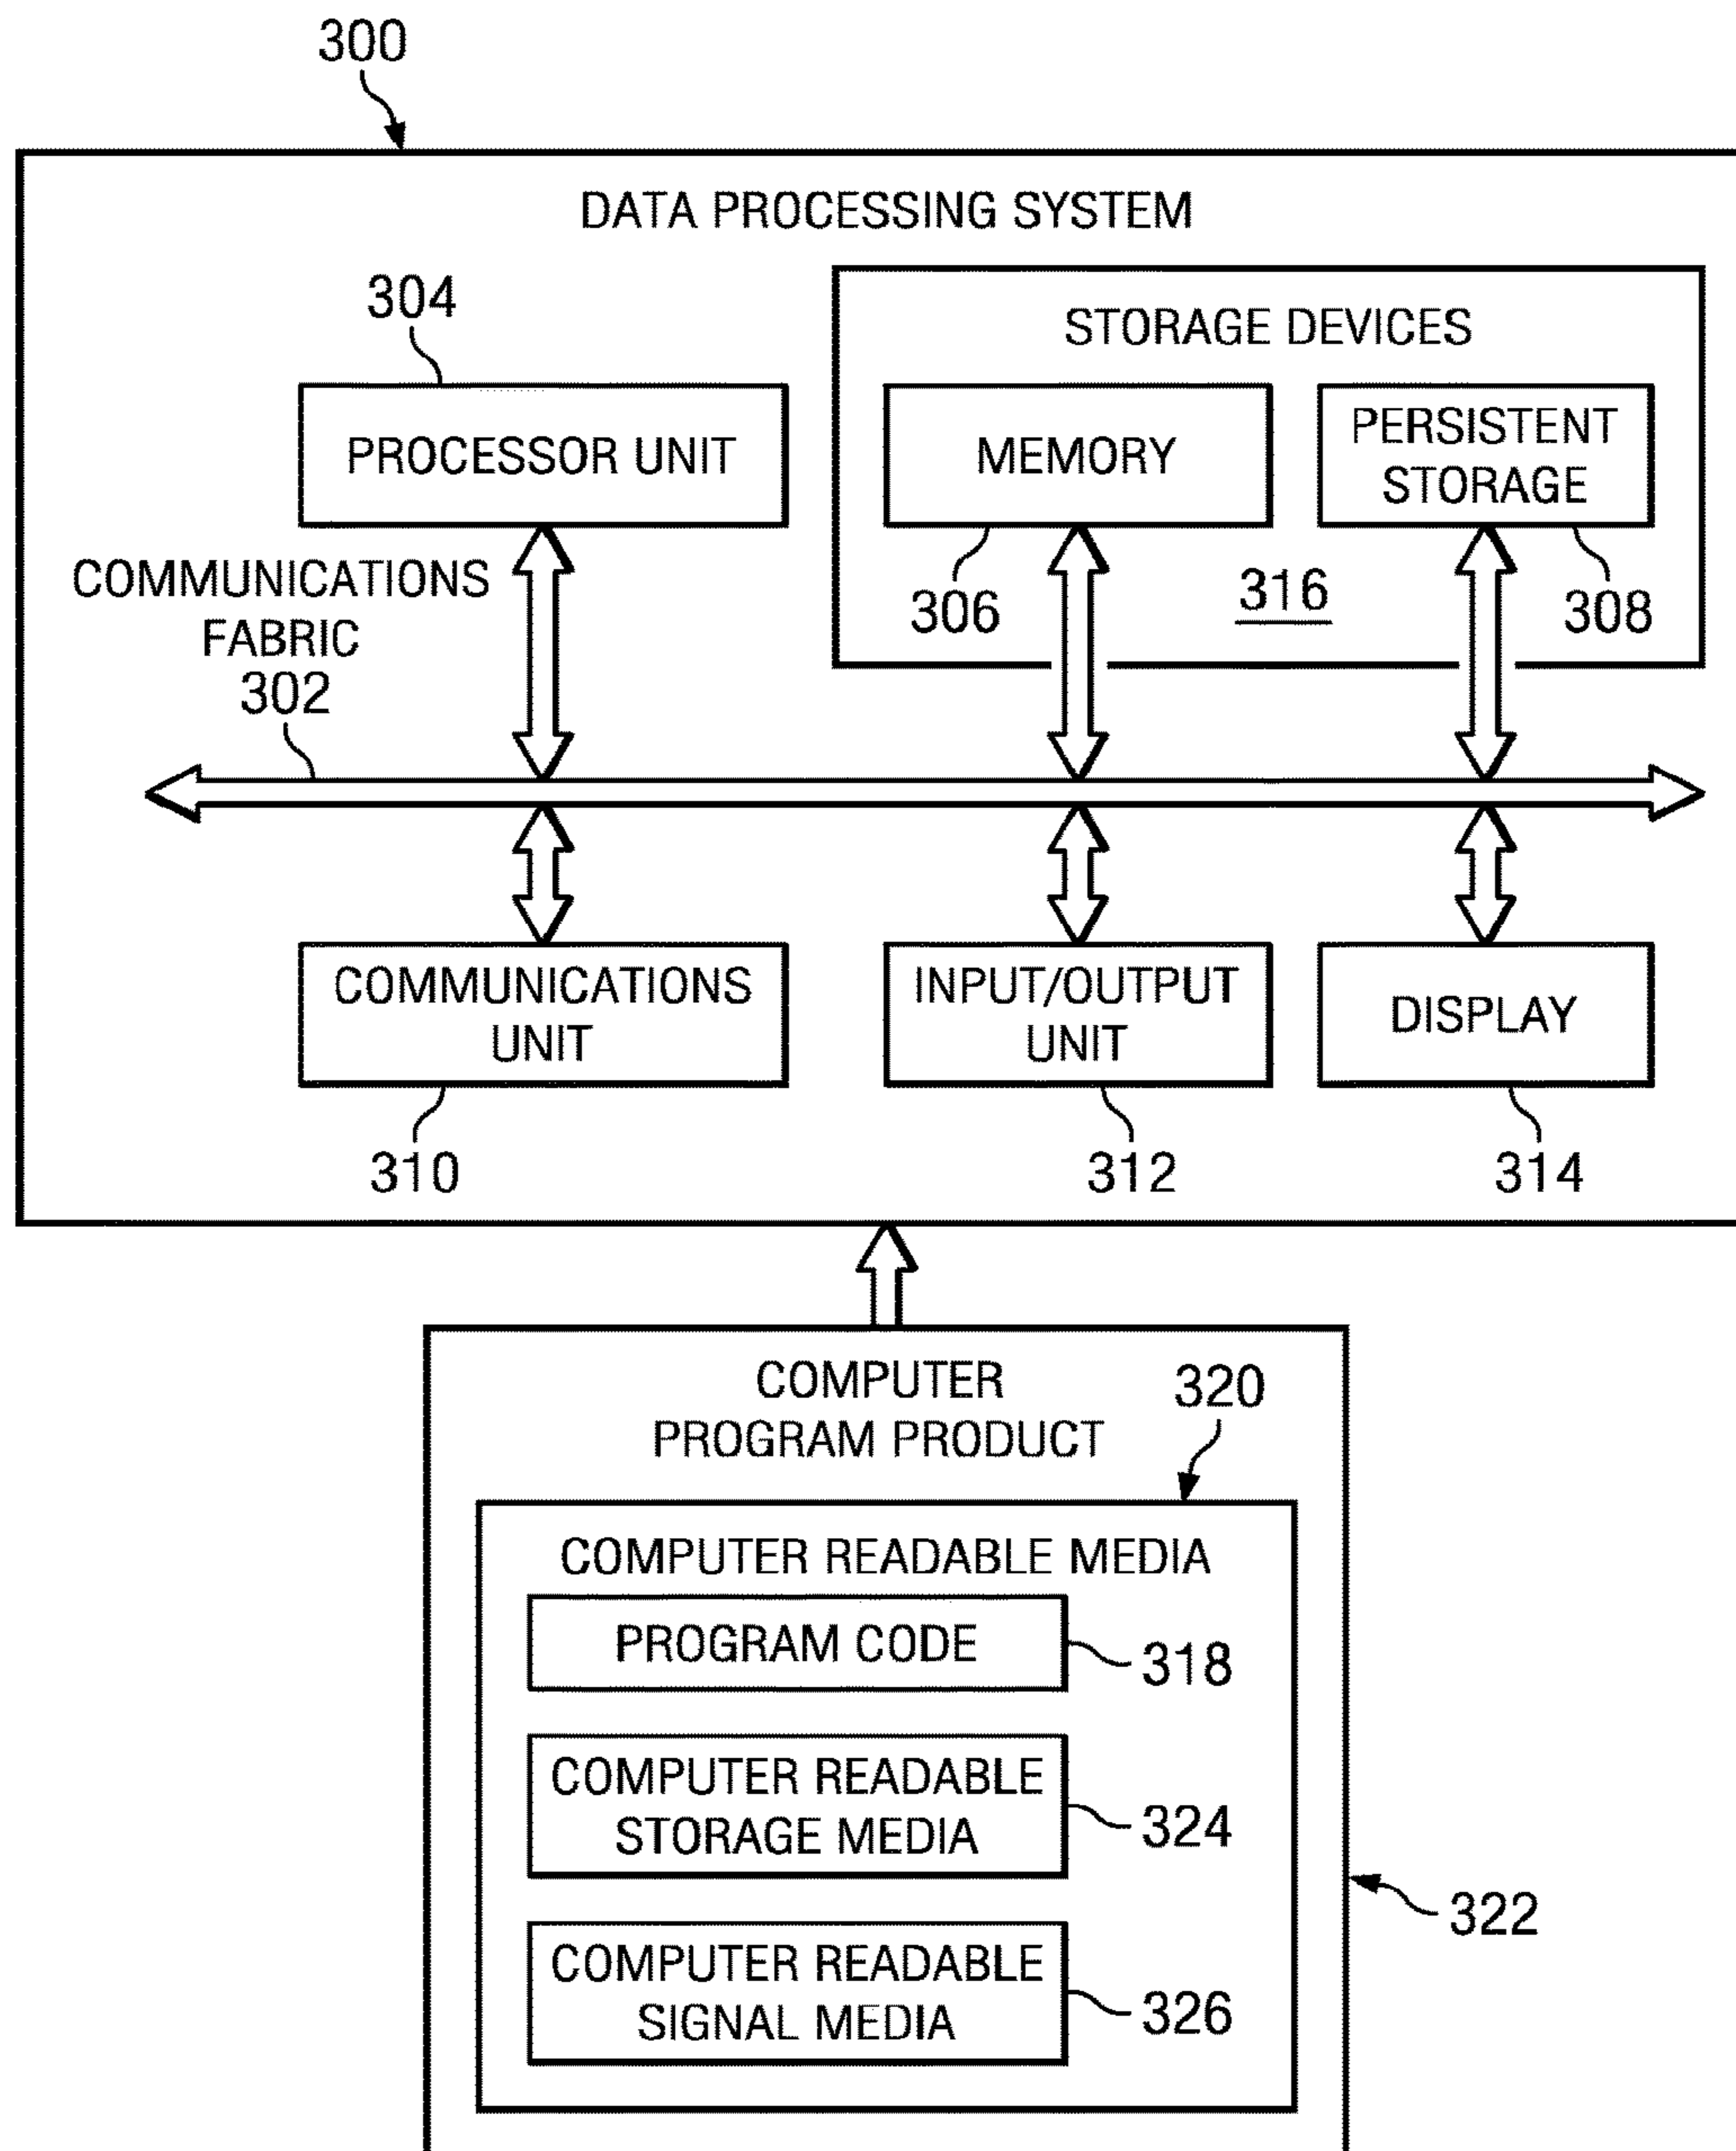 300
DATA PROCESSING SYSTEM
304
STORAGE DEVICES
PROCESSOR UNIT
MEMORY
PERSISTENT
STORAGE
COMMUNICATIONS
FABRIC
302
306
316
308
COMMUNICATIONS
UNIT
INPUT/OUTPUT
UNIT
DISPLAY
310
312
314
COMPUTER
PROGRAM PRODUCT
320
COMPUTER READABLE MEDIA
PROGRAM CODE
318
COMPUTER READABLE
STORAGE MEDIA
324
322
COMPUTER READABLE
SIGNAL MEDIA
326